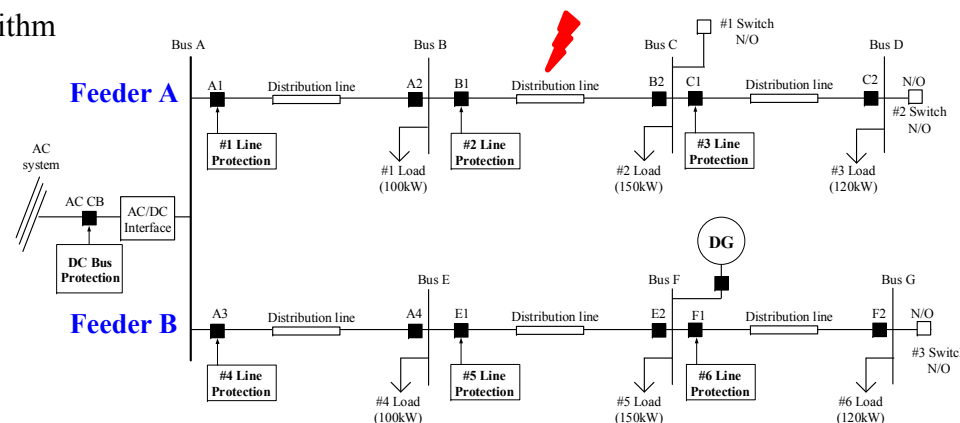 ithm
Bus A
Bus B
Bus C
#1 Switch
N/O
Bus D
Feeder A
A1
Distribution line
A2
B1
Distribution line
B2
C1
Distribution line
C2
N/O
#2 Switch
N/O
#1 Line
Protection
#2 Line
Protection
#3 Line
Protection
#1 Load
(100kW)
#2 Load
(150kW)
#3 Load
(120kW)
AC
system
AC CB
AC/DC
Interface
DC Bus
Protection
DG
Bus E
Bus F
Bus G
Feeder B
A3
Distribution line
A4
E1
Distribution line
E2
F1
Distribution line
F2
N/O
#3 Switch
N/O
#4 Line
Protection
#5 Line
Protection
#6 Line
Protection
#4 Load
(100kW)
#5 Load
(150kW)
#6 Load
(120kW)